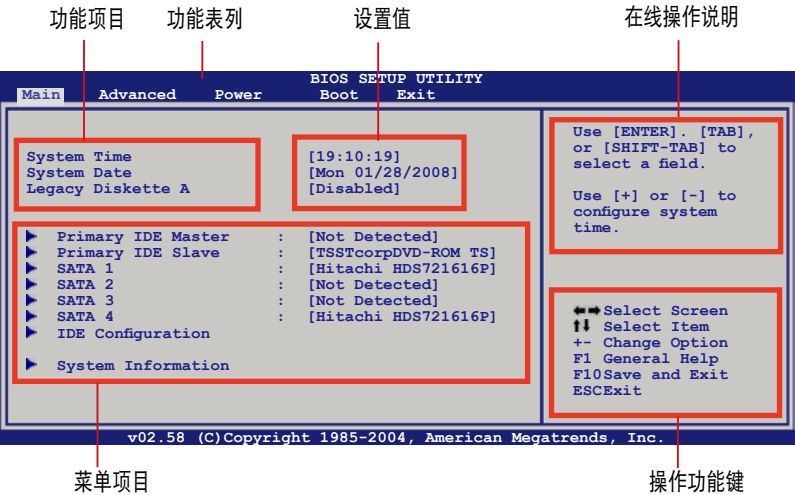 功能项目 功能表列 设置值 在线操作说明
BIOS SETUP UTILITY
Main Advanced Power Boot Exit
System Time [19:10:19]
System Date [Mon 01/28/2008]
Legacy Diskette A [Disabled]
Primary IDE Master : [Not Detected]
Primary IDE Slave : [TSSTcorpDVD-ROM TS]
SATA 1 : [Hitachi HDS721616P]
SATA 2 : [Not Detected]
SATA 3 : [Not Detected]
SATA 4 : [Hitachi HDS721616P]
IDE Configuration
System Information
Use [ENTER]. [TAB],
or [SHIFT-TAB] to
select a field.
Use [+] or [-] to
configure system
time.
Select Screen
Select Item
+- Change Option
F1 General Help
F10Save and Exit
ESCExit
v02.58 (C)Copyright 1985-2004, American Megatrends, Inc.
菜单项目 操作功能键